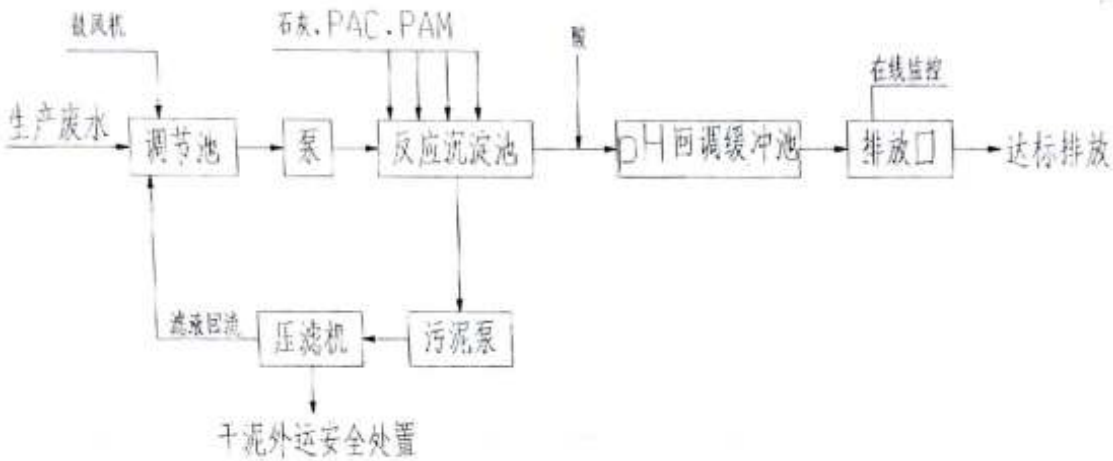 鼓风机
石灰.PAC.PAM
酸
在线监控
生产废水
调节池
泵
反应沉淀池
pH回调缓冲池
排放口
达标排放
滤液回流
压滤机
污泥泵
干泥外运安全处置